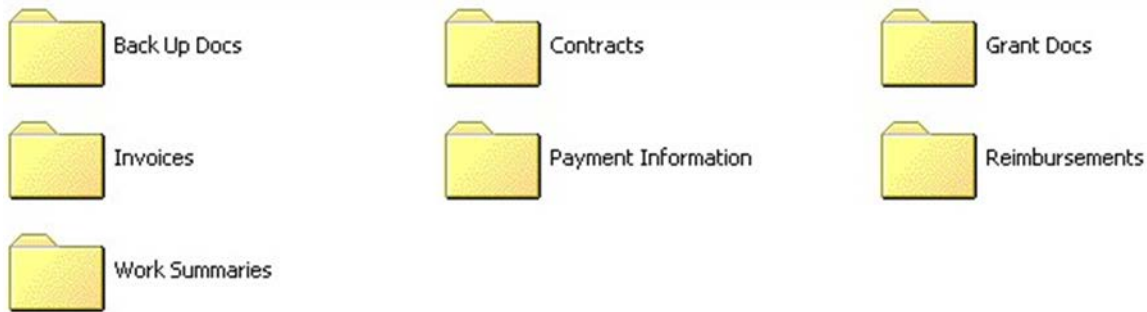 Back Up Docs
Contracts
Grant Docs
Invoices
Payment Information
Reimbursements
Work Summaries